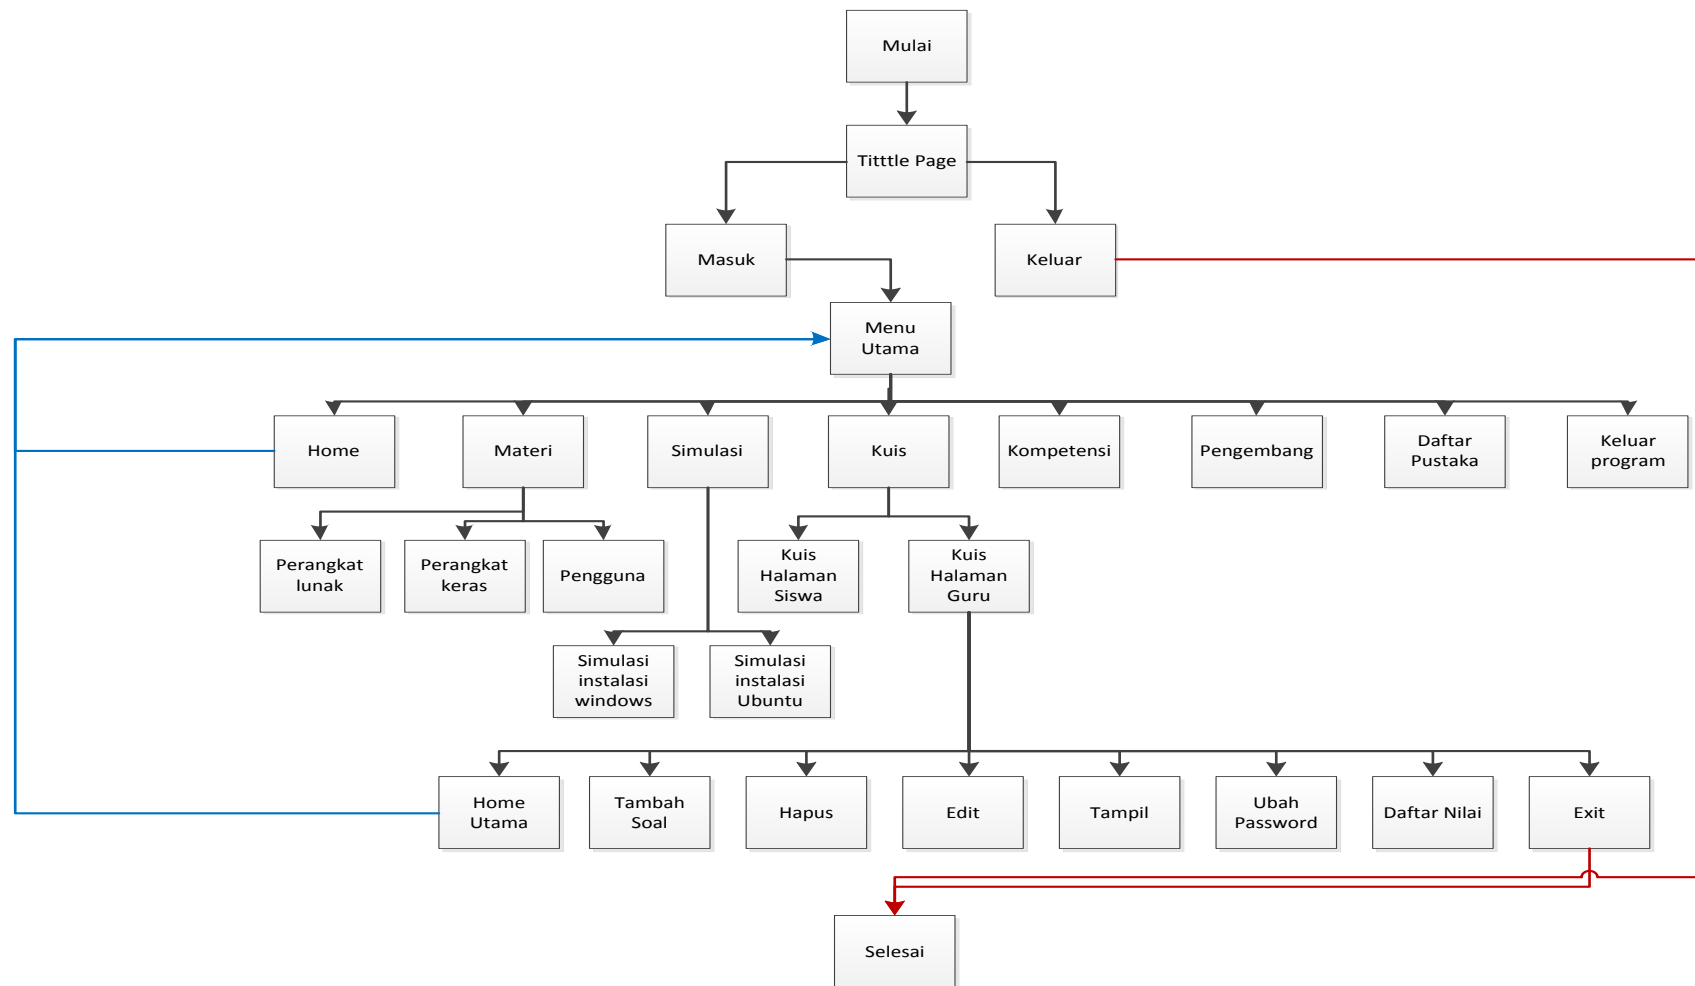 Mulai
Titttle Page
Masuk
Keluar
Menu
Utama
Home
Materi
Simulasi
Kuis
Kompetensi
Pengembang
Daftar
Pustaka
Keluar
program
Perangkat
lunak
Perangkat
keras
Pengguna
Kuis
Halaman
Siswa
Kuis
Halaman
Guru
Simulasi
instalasi
windows
Simulasi
instalasi
Ubuntu
Home
Utama
Tambah
Soal
Hapus
Edit
Tampil
Ubah
Password
Daftar Nilai
Exit
Selesai